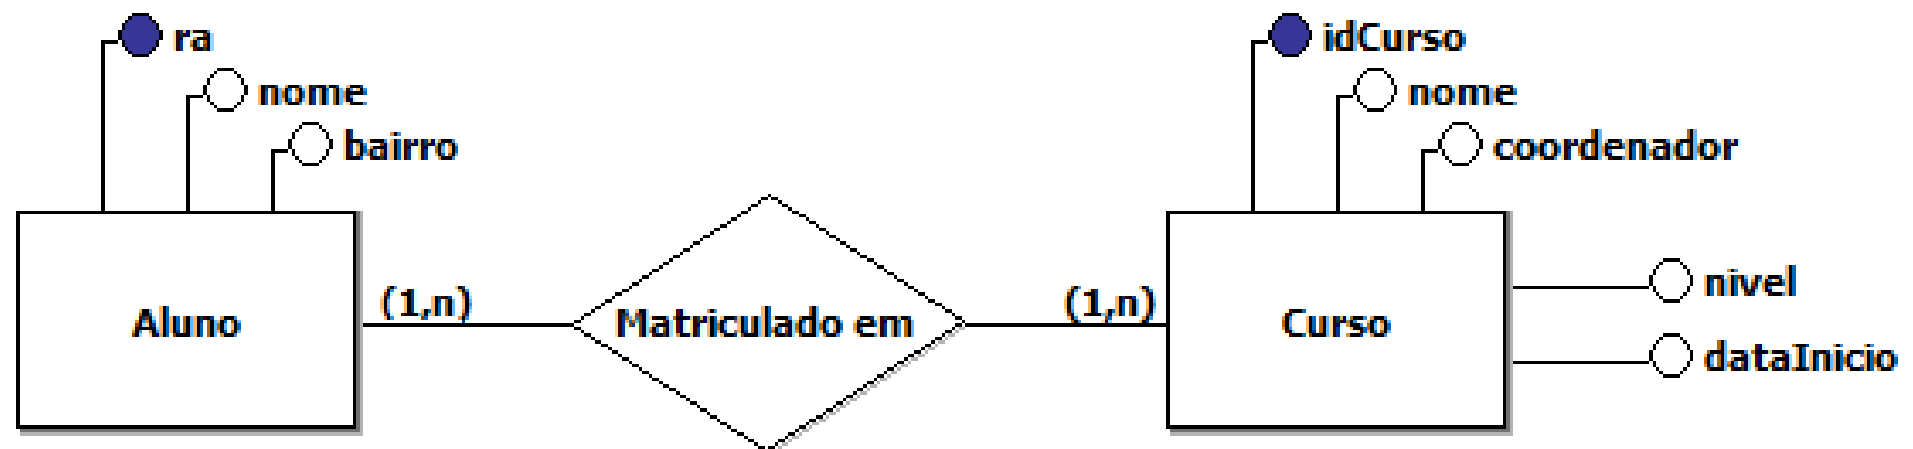 ra
nome
bairro
idCurso
nome
coordenador
Aluno
(1,n)
Matriculado em
(1,n)
Curso
nivel
dataInicio